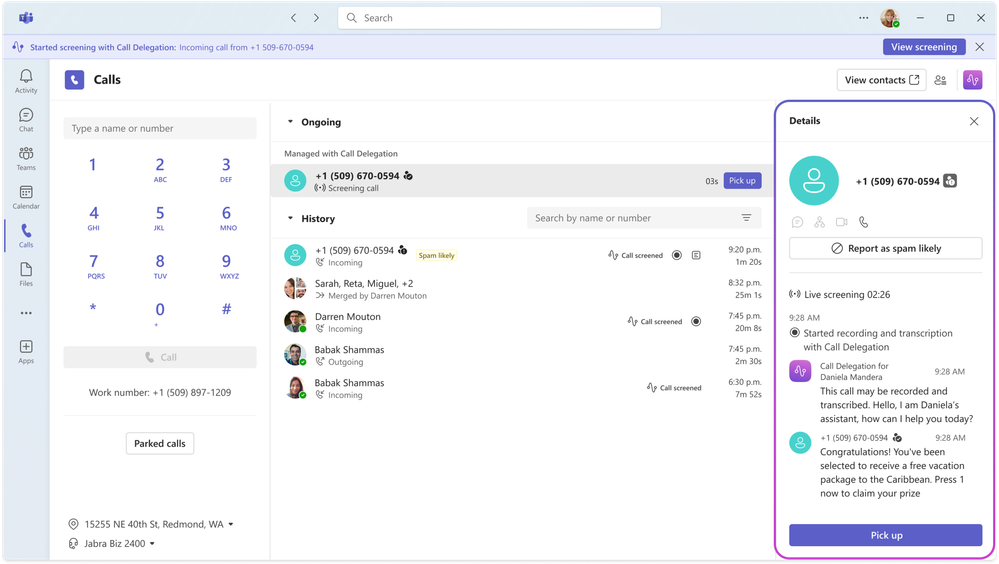 Search
Started screening with Call Delegation: Incoming call from +1 509-670-0594
View screening
Activity
Chat
Teams
Calendar
Calls
Files
Apps
Calls
View contacts
Type a name or number
1
2
ABC
3
DEF
4
GHI
5
JKL
6
MNO
7
PQRS
8
TUV
9
WXYZ
*
0
+
#
Call
Work number: +1 (509) 897-1209
Parked calls
15255 NE 40th St, Redmond, WA
Jabra Biz 2400
Ongoing
Managed with Call Delegation
+1 (509) 670-0594
Screening call
03s
Pick up
History
Search by name or number
+1 (509) 670-0594
Incoming
Spam likely
Call screened
9:20 p.m.
1m 20s
Sarah, Reta, Miguel, +2
Merged by Darren Mouton
8:32 p.m.
25m 1s
Darren Mouton
Incoming
Call screened
7:45 p.m.
20m 8s
Babak Shammas
Outgoing
7:45 p.m.
2m 30s
Babak Shammas
Incoming
Call screened
6:30 p.m.
7m 52s
Details
+1 (509) 670-0594
Report as spam likely
Live screening 02:26
9:28 AM
Started recording and transcription
with Call Delegation
Call Delegation for
Daniela Mandera
9:28 AM
This call may be recorded and
transcribed. Hello, I am Daniela's
assistant, how can I help you today?
+1 (509) 670-0594
9:28 AM
Congratulations! You've been
selected to receive a free vacation
package to the Caribbean. Press 1
now to claim your prize
Pick up